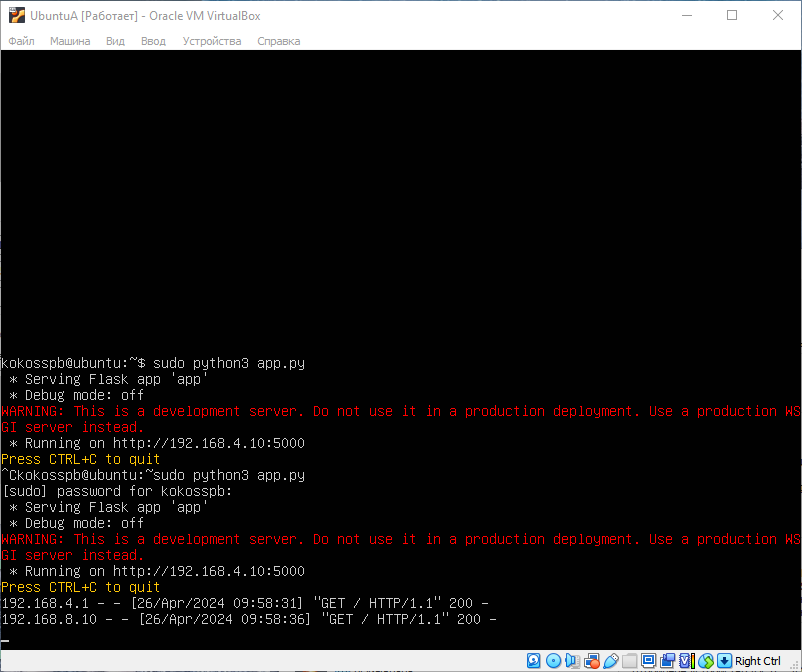 UbuntuA [Работает] - Oracle VM VirtualBox
Файл Машина Вид Ввод Устройства Справка
kokosspb@ubuntu:~$ sudo python3 app.py
 * Serving Flask app 'app'
 * Debug mode: off
WARNING: This is a development server. Do not use it in a production deployment. Use a production WS
GI server instead.
 * Running on http://192.168.4.10:5000
Press CTRL+C to quit
^Ckokosspb@ubuntu:~sudo python3 app.py
[sudo] password for kokosspb:
 * Serving Flask app 'app'
 * Debug mode: off
WARNING: This is a development server. Do not use it in a production deployment. Use a production WS
GI server instead.
 * Running on http://192.168.4.10:5000
Press CTRL+C to quit
192.168.4.1 - - [26/Apr/2024 09:58:31] "GET / HTTP/1.1" 200 -
192.168.8.10 - - [26/Apr/2024 09:58:36] "GET / HTTP/1.1" 200 -
Right Ctrl